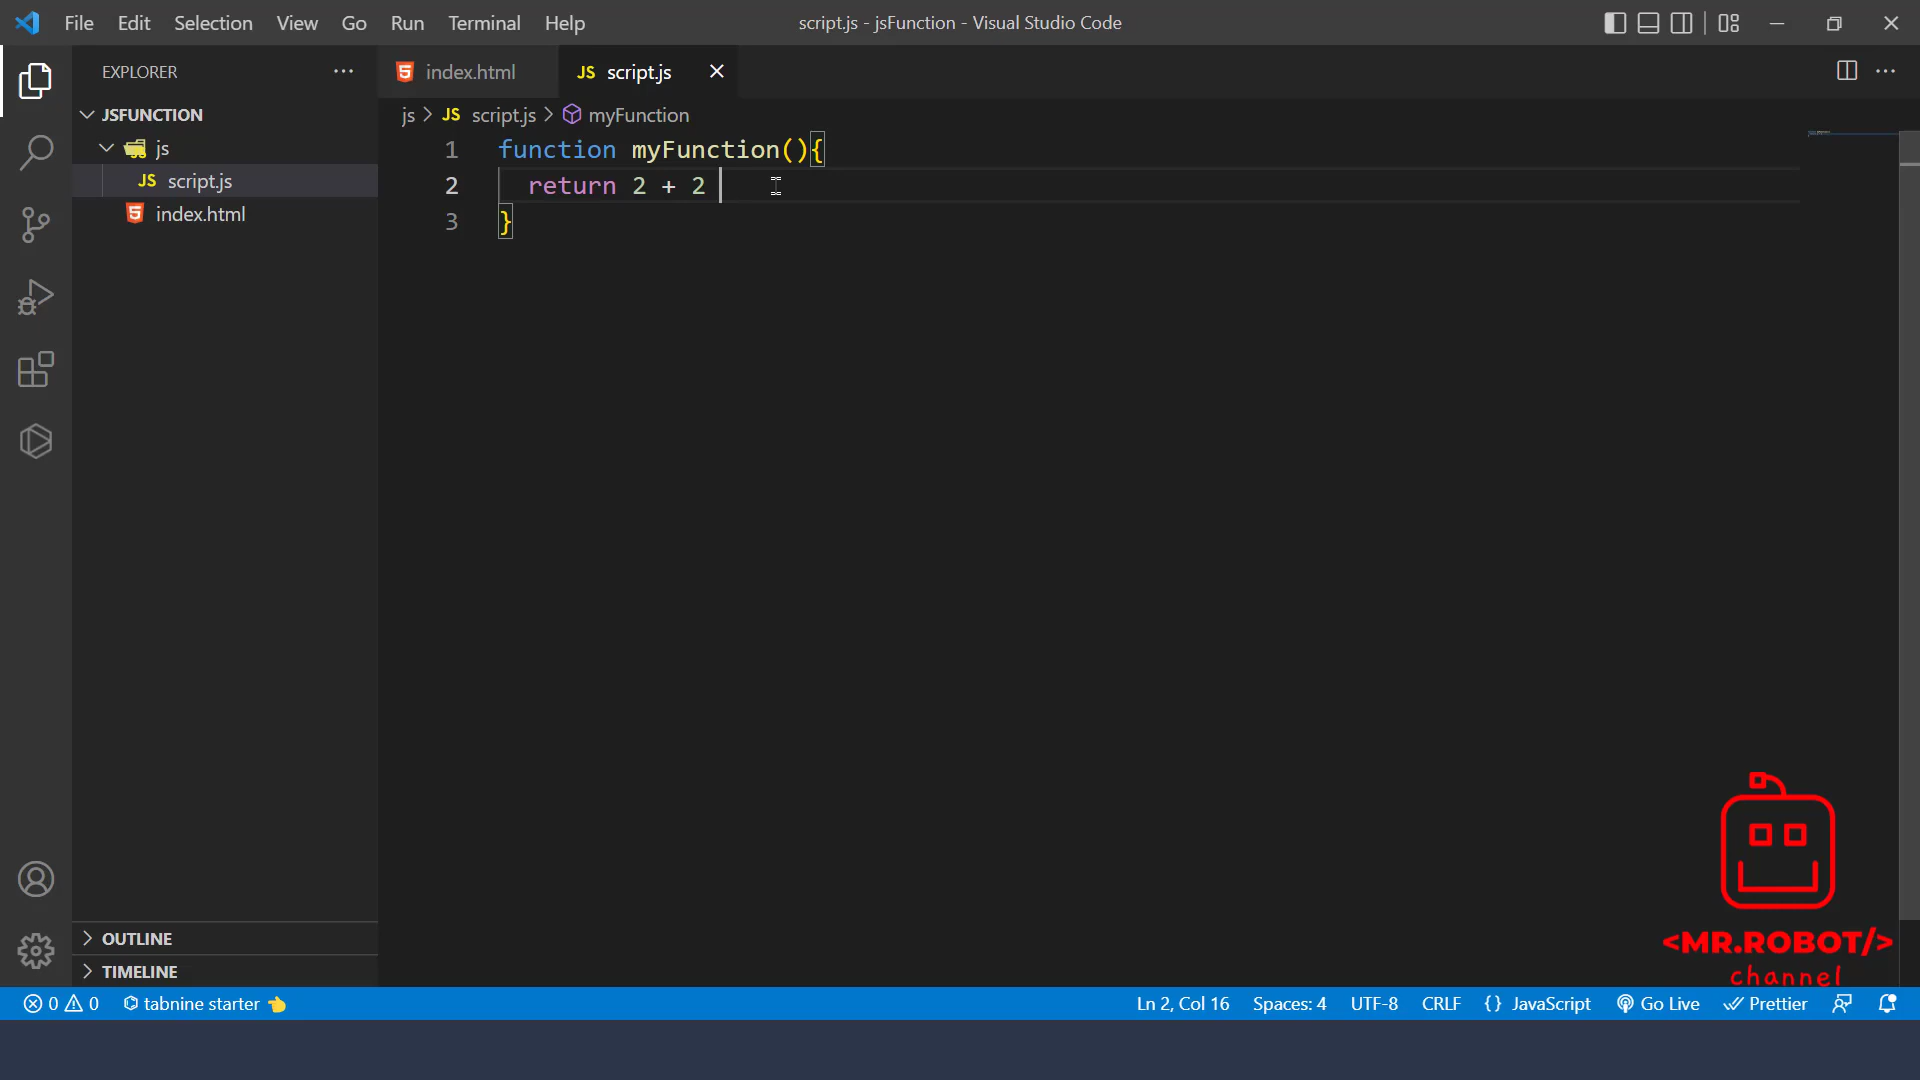 File Edit Selection View Go Run Terminal Help
script.js - jsFunction - Visual Studio Code
EXPLORER
JSFUNCTION
js
JS script.js
index.html
OUTLINE
TIMELINE
index.html
JS script.js
js > JS script.js > myFunction
1 function myFunction(){
2 return 2 + 2
3 }
<MR.ROBOT/>
channel
0 0 tabnine starter
Ln 2, Col 16 Spaces: 4 UTF-8 CRLF {} JavaScript Go Live Prettier